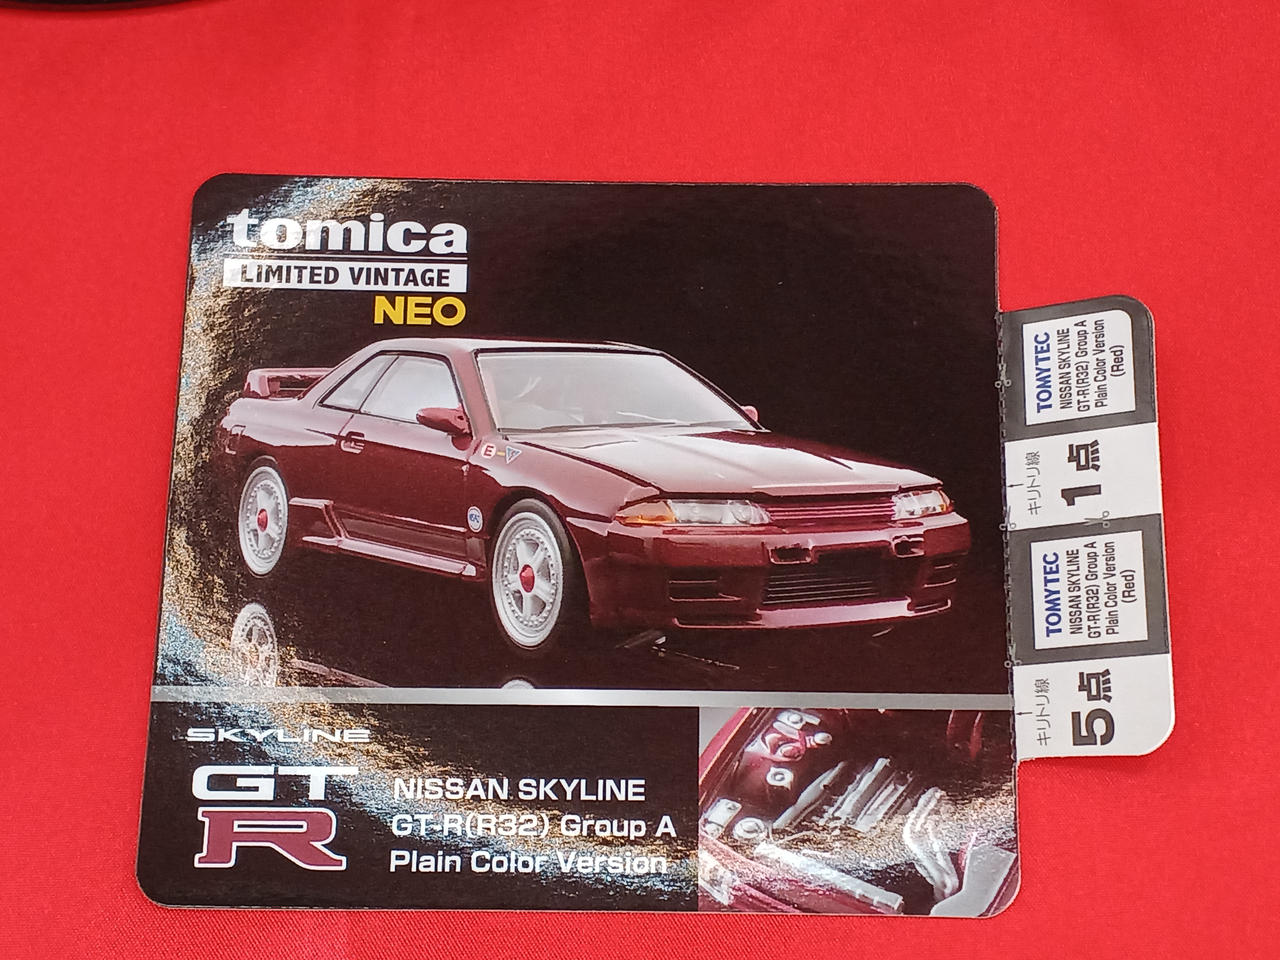 tomica
LIMITED VINTAGE
NEO
SKYLINE
GT
R
NISSAN SKYLINE
GT-R(R32) Group A
Plain Color Version
TOMYTEC
NISSAN SKYLINE
GT-R(R32) Group A
Plain Color Version
(Red)
キリトリ線
1点
TOMYTEC
NISSAN SKYLINE
GT-R(R32) Group A
Plain Color Version
(Red)
キリトリ線
5点
E